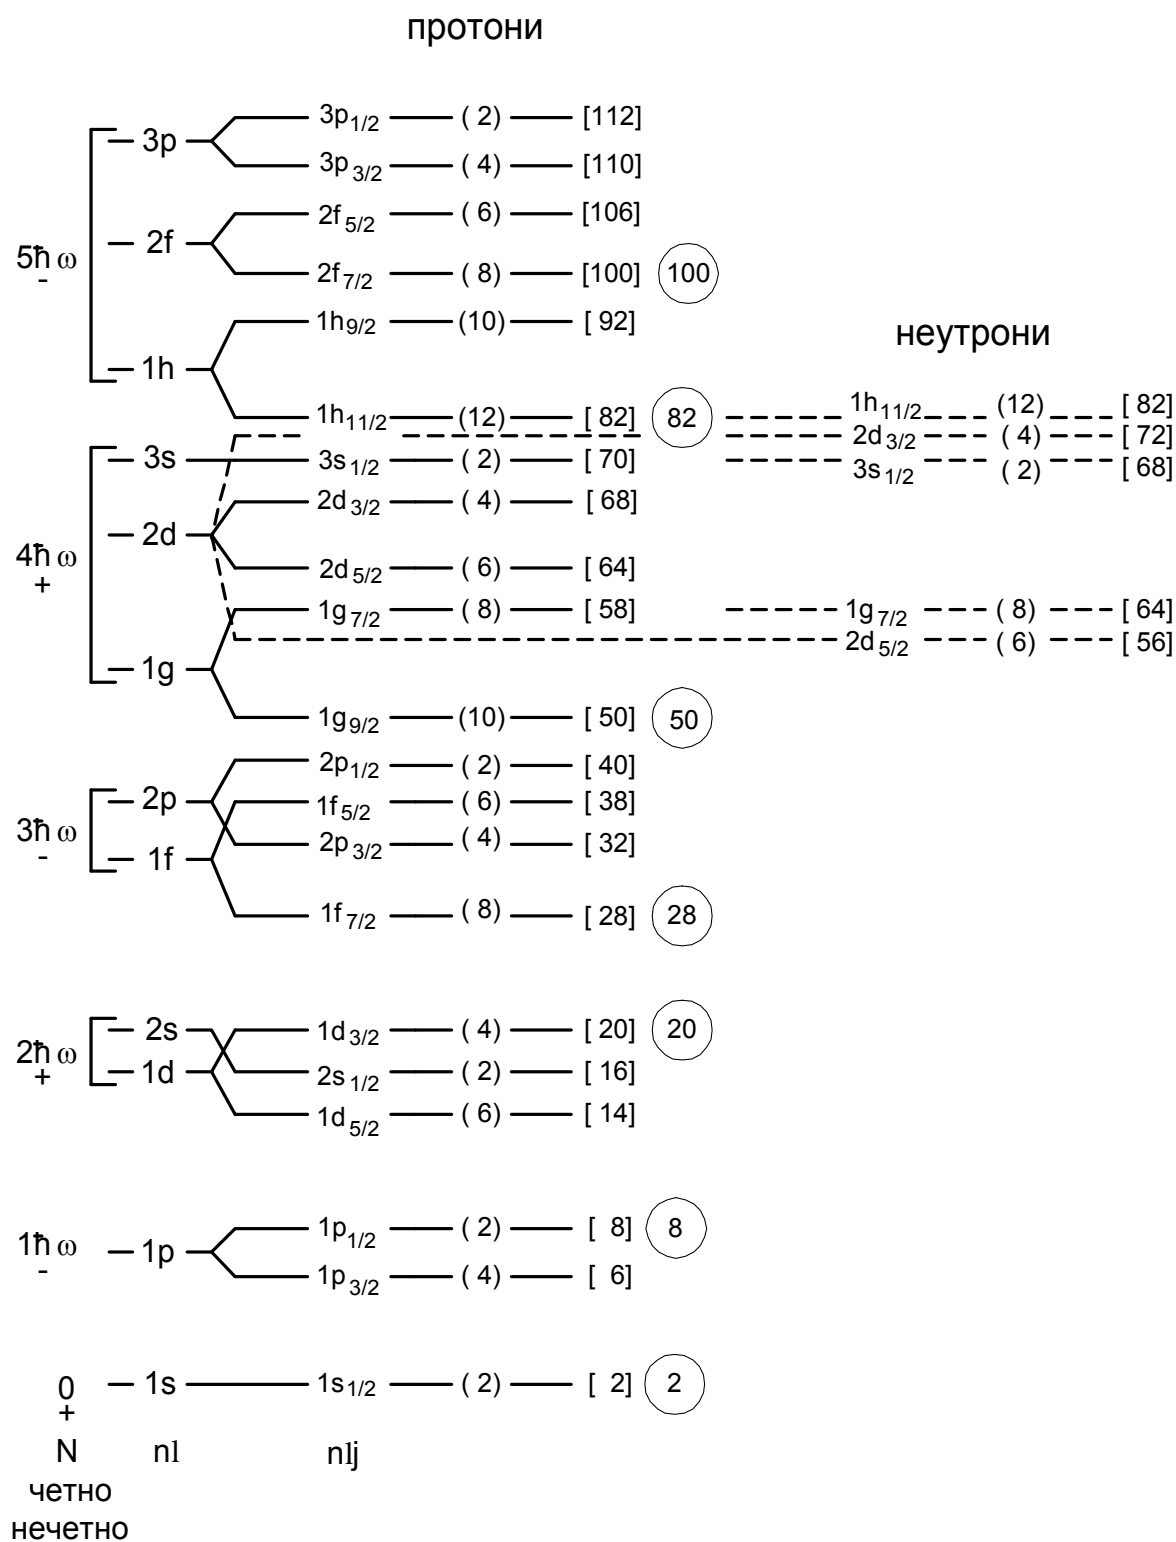 протони
3p 3p1/2 ( 2) [112]
3p3/2 ( 4) [110]
2f5/2 ( 6) [106]
5ħ ω 2f
-
2f7/2 ( 8) [100] 100
1h9/2 (10) [ 92]
неутрони
1h
1h11/2 (12) [ 82] 82 1h11/2 (12) [ 82]
2d3/2 ( 4) [ 72]
3s 3s1/2 ( 2) [ 70] 3s1/2 ( 2) [ 68]
2d3/2 ( 4) [ 68]
4ħ ω 2d
+
2d5/2 ( 6) [ 64]
1g7/2 ( 8) [ 58] 1g7/2 ( 8) [ 64]
2d5/2 ( 6) [ 56]
1g
1g9/2 (10) [ 50] 50
2p1/2 ( 2) [ 40]
2p 1f5/2 ( 6) [ 38]
3ħ ω
-
2p3/2 ( 4) [ 32]
1f
1f7/2 ( 8) [ 28] 28
2s 1d3/2 ( 4) [ 20] 20
2ħ ω
+
1d 2s1/2 ( 2) [ 16]
1d5/2 ( 6) [ 14]
1p1/2 ( 2) [ 8] 8
1ħ ω 1p
-
1p3/2 ( 4) [ 6]
0 1s 1s1/2 ( 2) [ 2] 2
+
N nl nlj
четно
нечетно